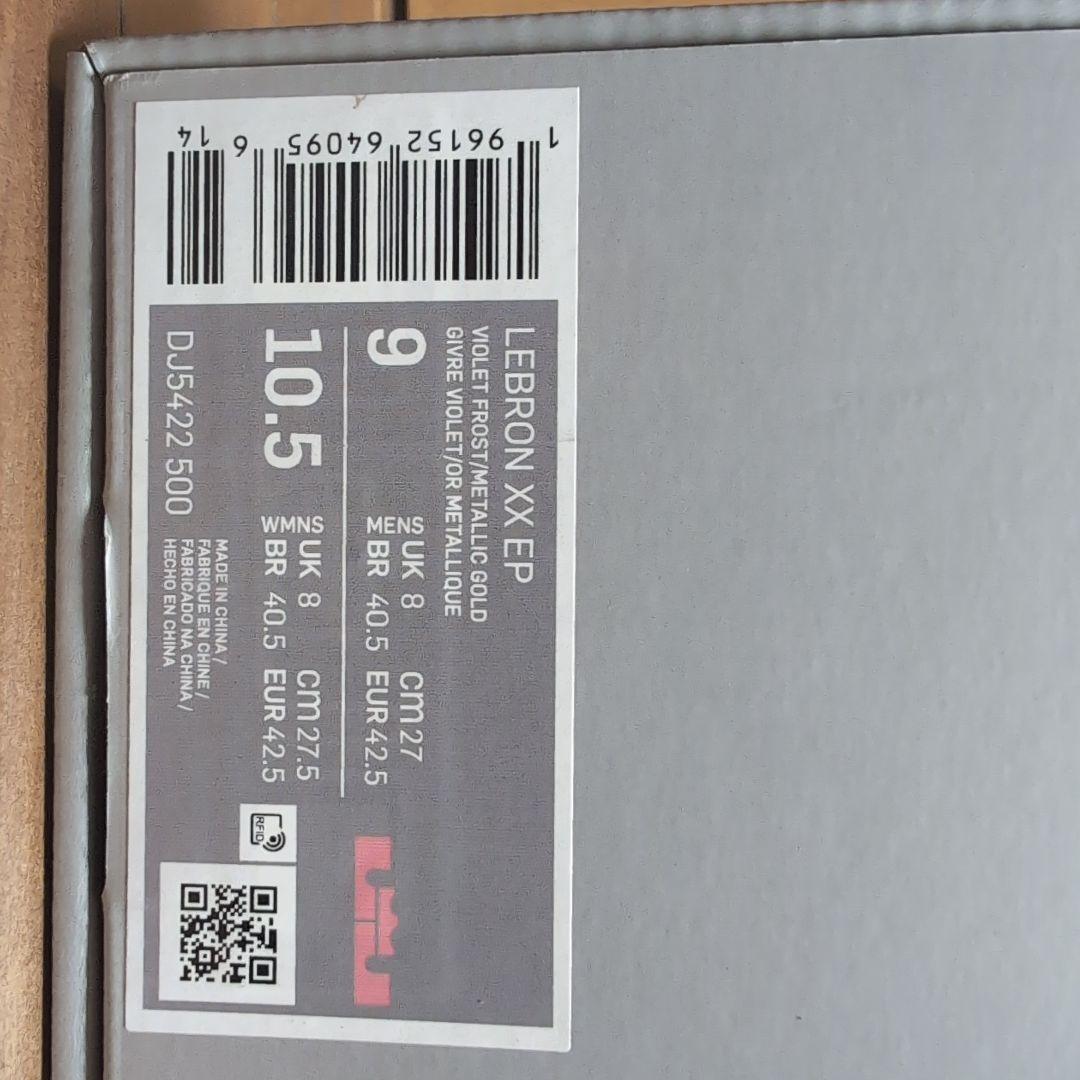 LEBRON XX EP
VIOLET FROST/METALLIC GOLD
GIVRE VIOLET/OR METALLIQUE
9
MENS
UK 8
cm 27
BR 40.5
EUR 42.5
10.5
WMNS
UK 8
cm 27.5
BR 40.5
EUR 42.5
DJ5422 500
MADE IN CHINA/
FABRIQUE EN CHINE/
FABRICADO NA CHINA/
HECHO EN CHINA
RFID
1 96152 64095 6 14